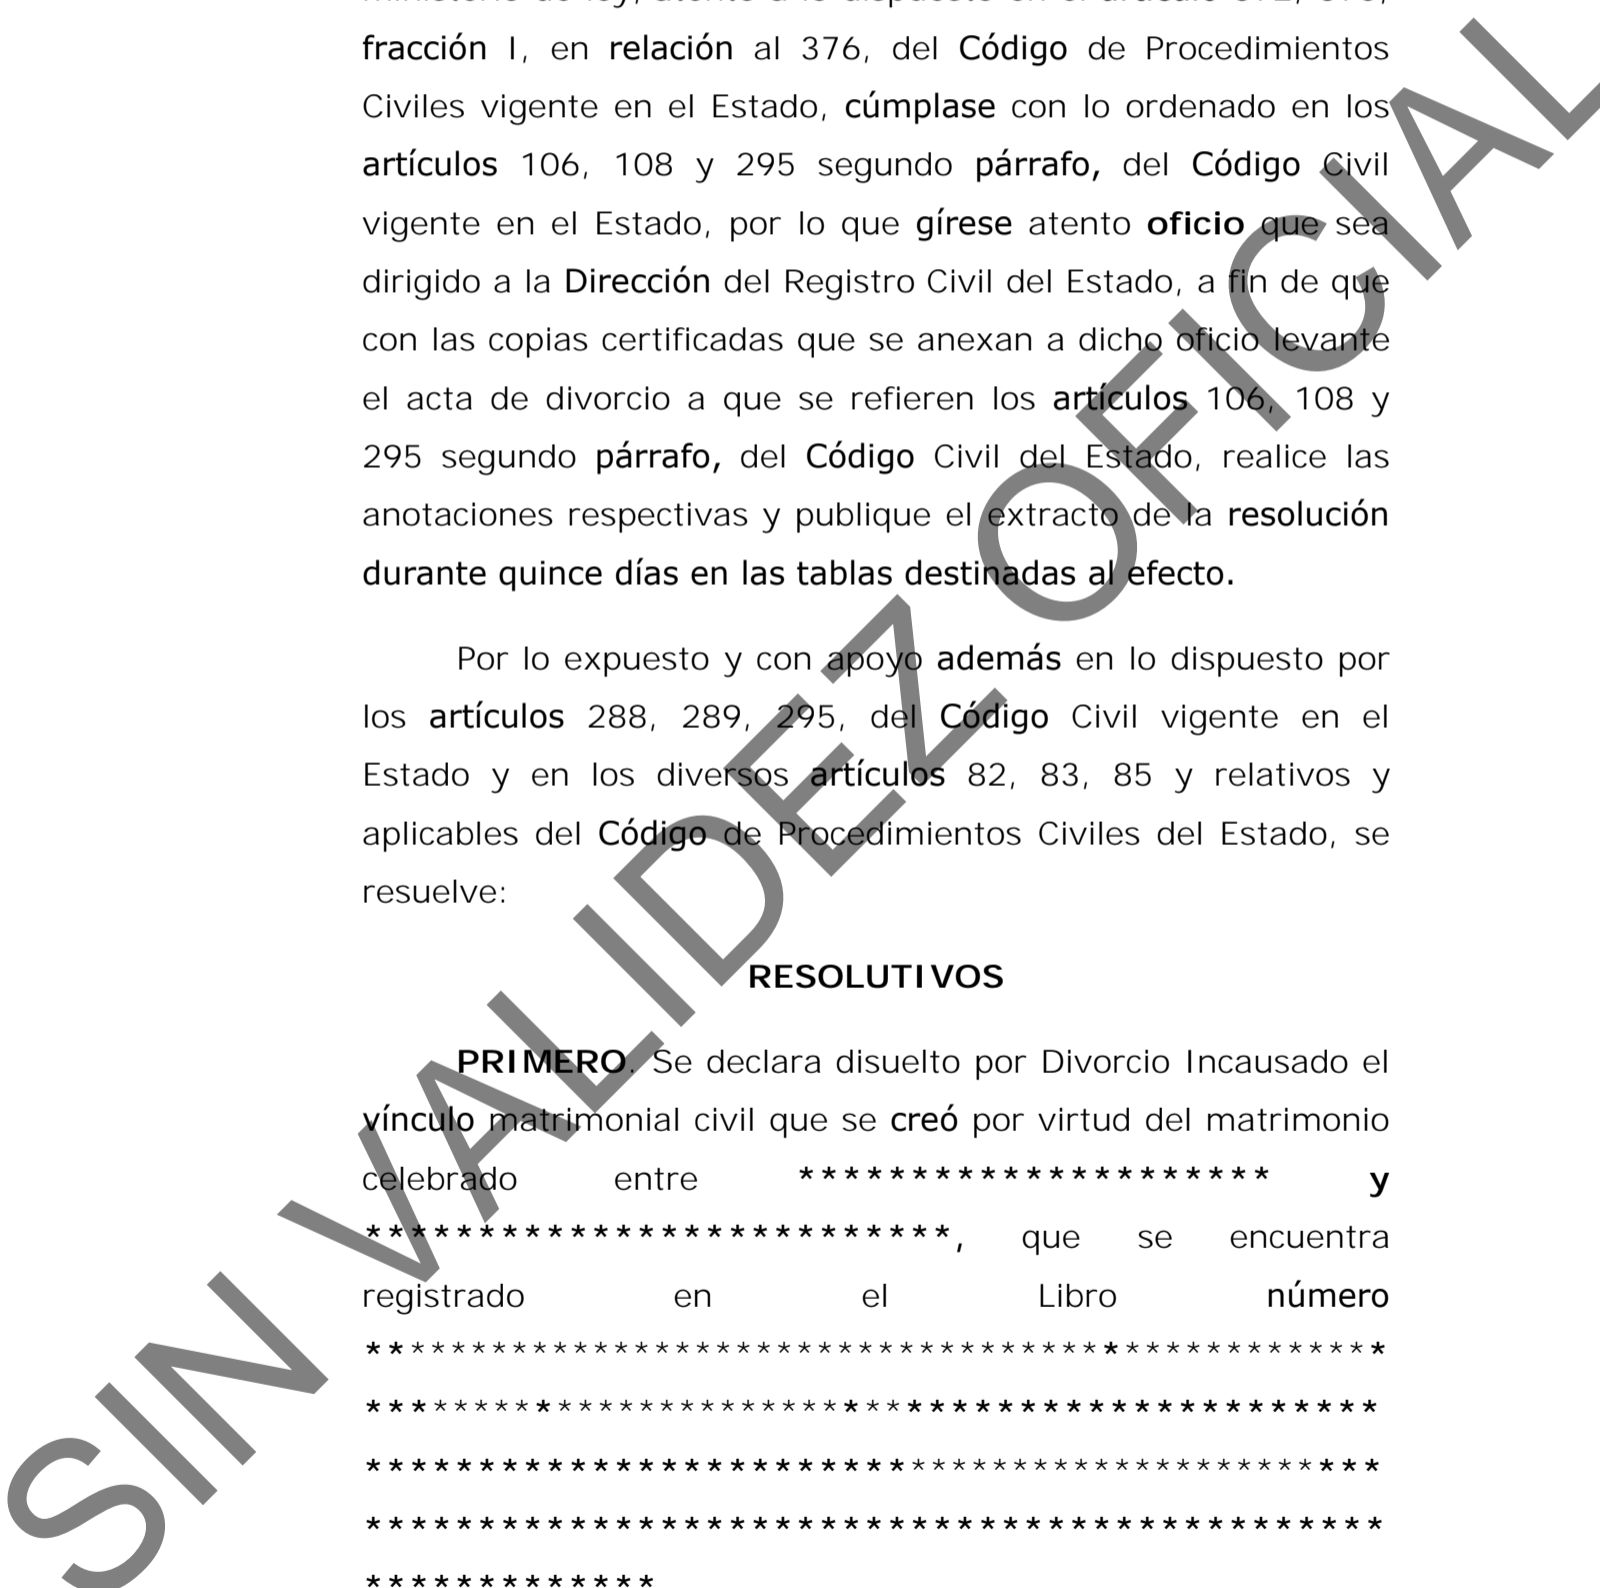 fracción I, en relación al 376, del Código de Procedimientos
Civiles vigente en el Estado, cúmplase con lo ordenado en los
artículos 106, 108 y 295 segundo párrafo, del Código Civil
vigente en el Estado, por lo que gírese atento oficio que sea
dirigido a la Dirección del Registro Civil del Estado, a fin de que
con las copias certificadas que se anexan a dicho oficio levante
el acta de divorcio a que se refieren los artículos 106, 108 y
295 segundo párrafo, del Código Civil del Estado, realice las
anotaciones respectivas y publique el extracto de la resolución
durante quince días en las tablas destinadas al efecto.
Por lo expuesto y con apoyo además en lo dispuesto por
los artículos 288, 289, 295, del Código Civil vigente en el
Estado y en los diversos artículos 82, 83, 85 y relativos y
aplicables del Código de Procedimientos Civiles del Estado, se
resuelve:
RESOLUTIVOS
PRIMERO. Se declara disuelto por Divorcio Incausado el
vínculo matrimonial civil que se creó por virtud del matrimonio
celebrado entre ********************* y
**************************, que se encuentra
registrado en el Libro número
*************************************************
***********************************************
************************************************
*********************************************
*************
SIN VALIDEZ OFICIAL